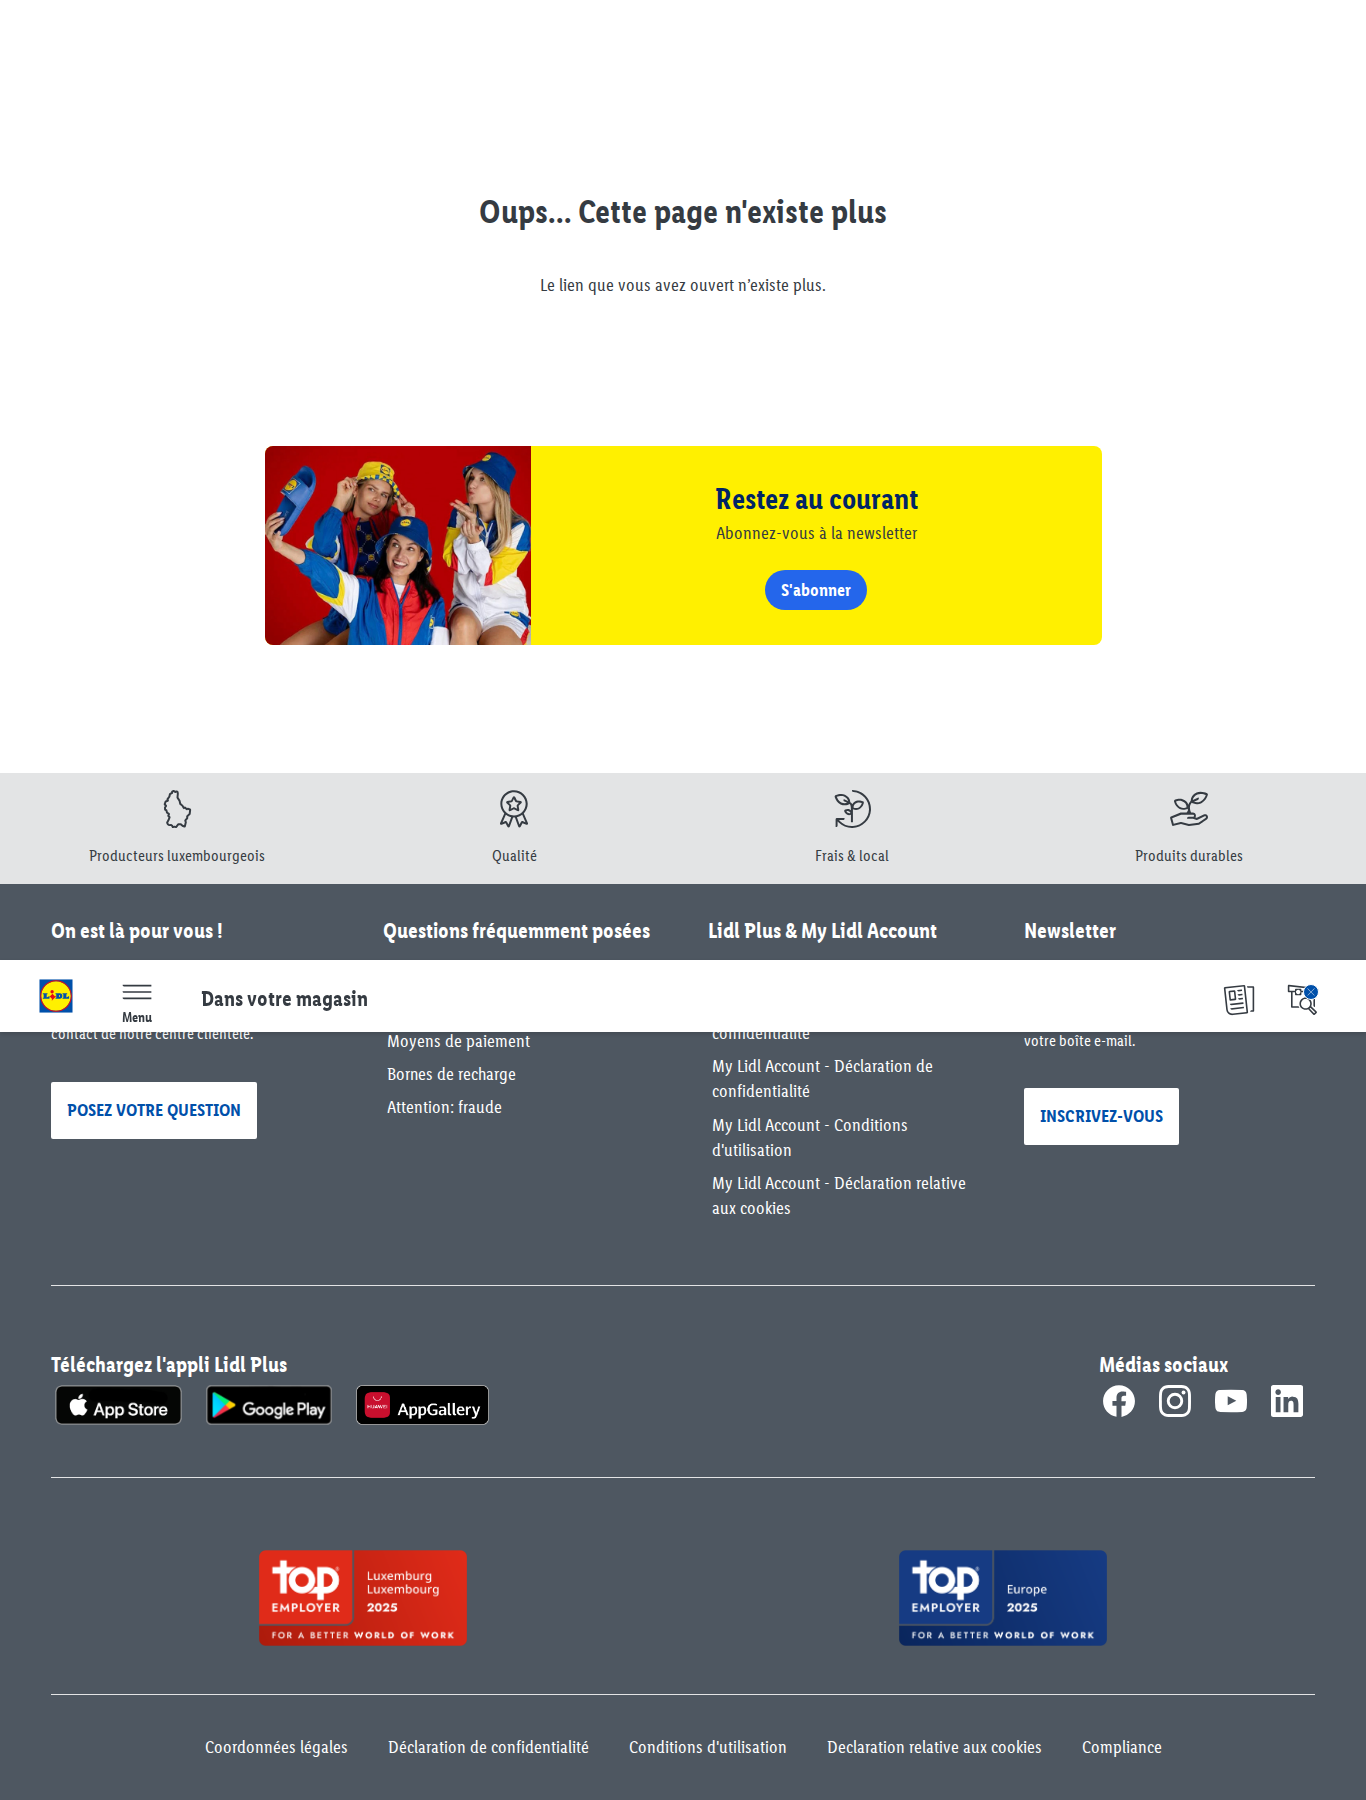 Oups... Cette page n'existe plus
Le lien que vous avez ouvert n’existe plus.
Restez au courant
Abonnez-vous à la newsletter
S'abonner
Producteurs luxembourgeois
Qualité
Frais & local
Produits durables
On est là pour vous !
Questions fréquemment posées
Lidl Plus & My Lidl Account
Newsletter
LIDL
Menu
Dans votre magasin
contact de notre centre clientèle.
Moyens de paiement
Bornes de recharge
Attention: fraude
POSEZ VOTRE QUESTION
confidentialité
My Lidl Account - Déclaration de
confidentialité
My Lidl Account - Conditions
d'utilisation
My Lidl Account - Déclaration relative
aux cookies
votre boîte e-mail.
INSCRIVEZ-VOUS
Téléchargez l'appli Lidl Plus
App Store
Google Play
HUAWEI
AppGallery
Médias sociaux
top
EMPLOYER
Luxemburg
Luxembourg
2025
FOR A BETTER WORLD OF WORK
top
EMPLOYER
Europe
2025
FOR A BETTER WORLD OF WORK
Coordonnées légales
Déclaration de confidentialité
Conditions d'utilisation
Declaration relative aux cookies
Compliance